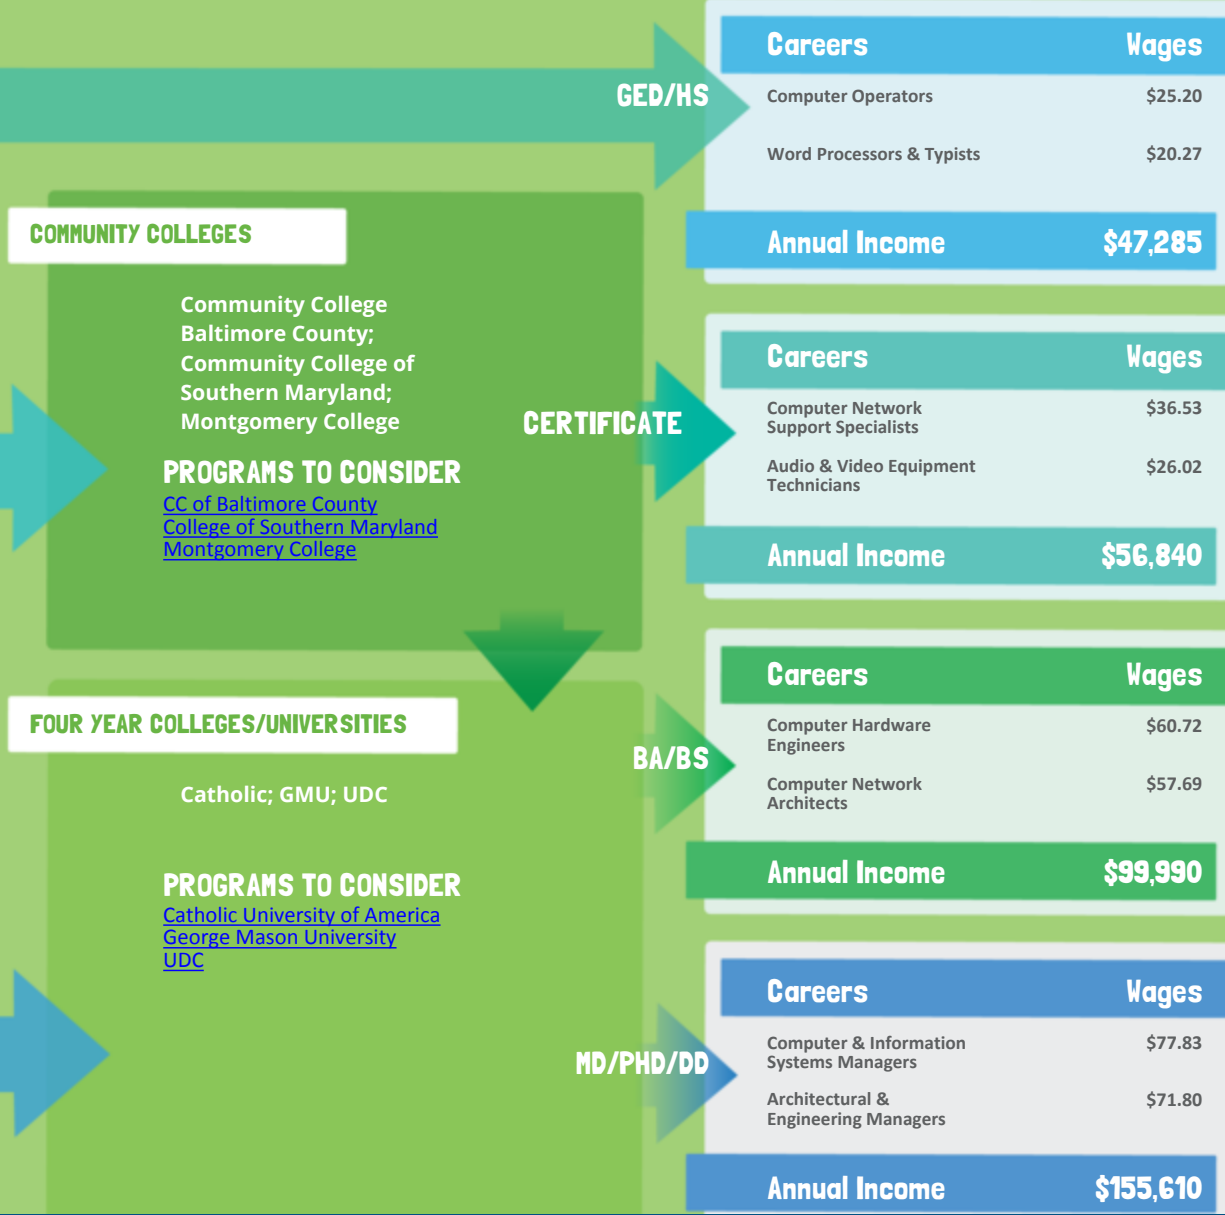 GED/HS
Careers Wages
Computer Operators $25.20
Word Processors & Typists $20.27
Annual Income $47,285
COMMUNITY COLLEGES
Community College
Baltimore County;
Community College of
Southern Maryland;
Montgomery College
PROGRAMS TO CONSIDER
CC of Baltimore County
College of Southern Maryland
Montgomery College
CERTIFICATE
Careers Wages
Computer Network $36.53
Support Specialists
Audio & Video Equipment $26.02
Technicians
Annual Income $56,840
FOUR YEAR COLLEGES/UNIVERSITIES
Catholic; GMU; UDC
PROGRAMS TO CONSIDER
Catholic University of America
George Mason University
UDC
BA/BS
Careers Wages
Computer Hardware $60.72
Engineers
Computer Network $57.69
Architects
Annual Income $99,990
MD/PHD/DD
Careers Wages
Computer & Information $77.83
Systems Managers
Architectural & $71.80
Engineering Managers
Annual Income $155,610